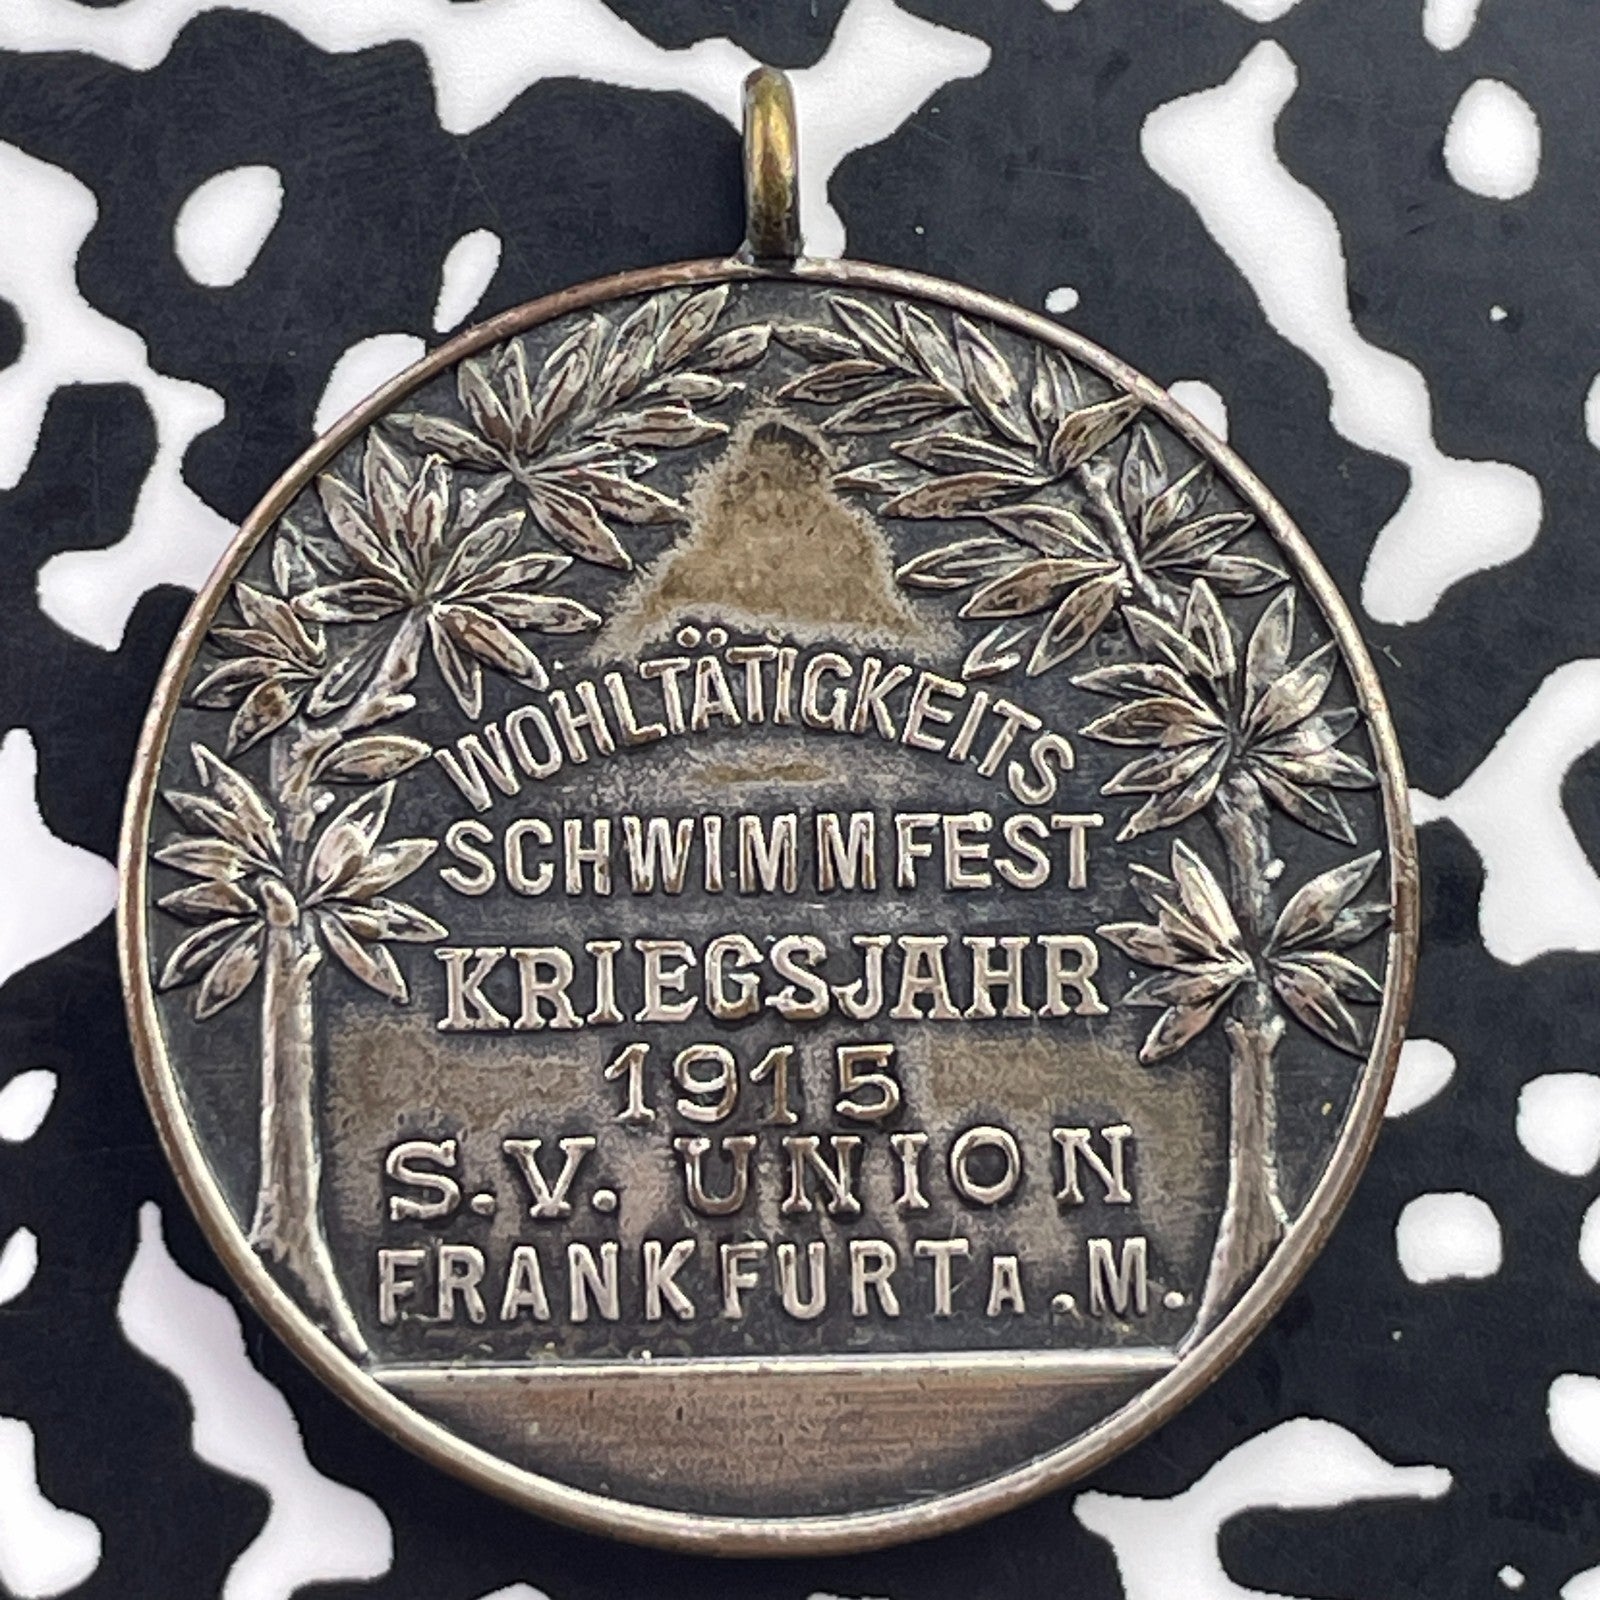 WOHLTÄTIGKEITS
SCHWIMMFEST
KRIEGSJAHR
1915
S.V. UNION
FRANKFURT A.M.